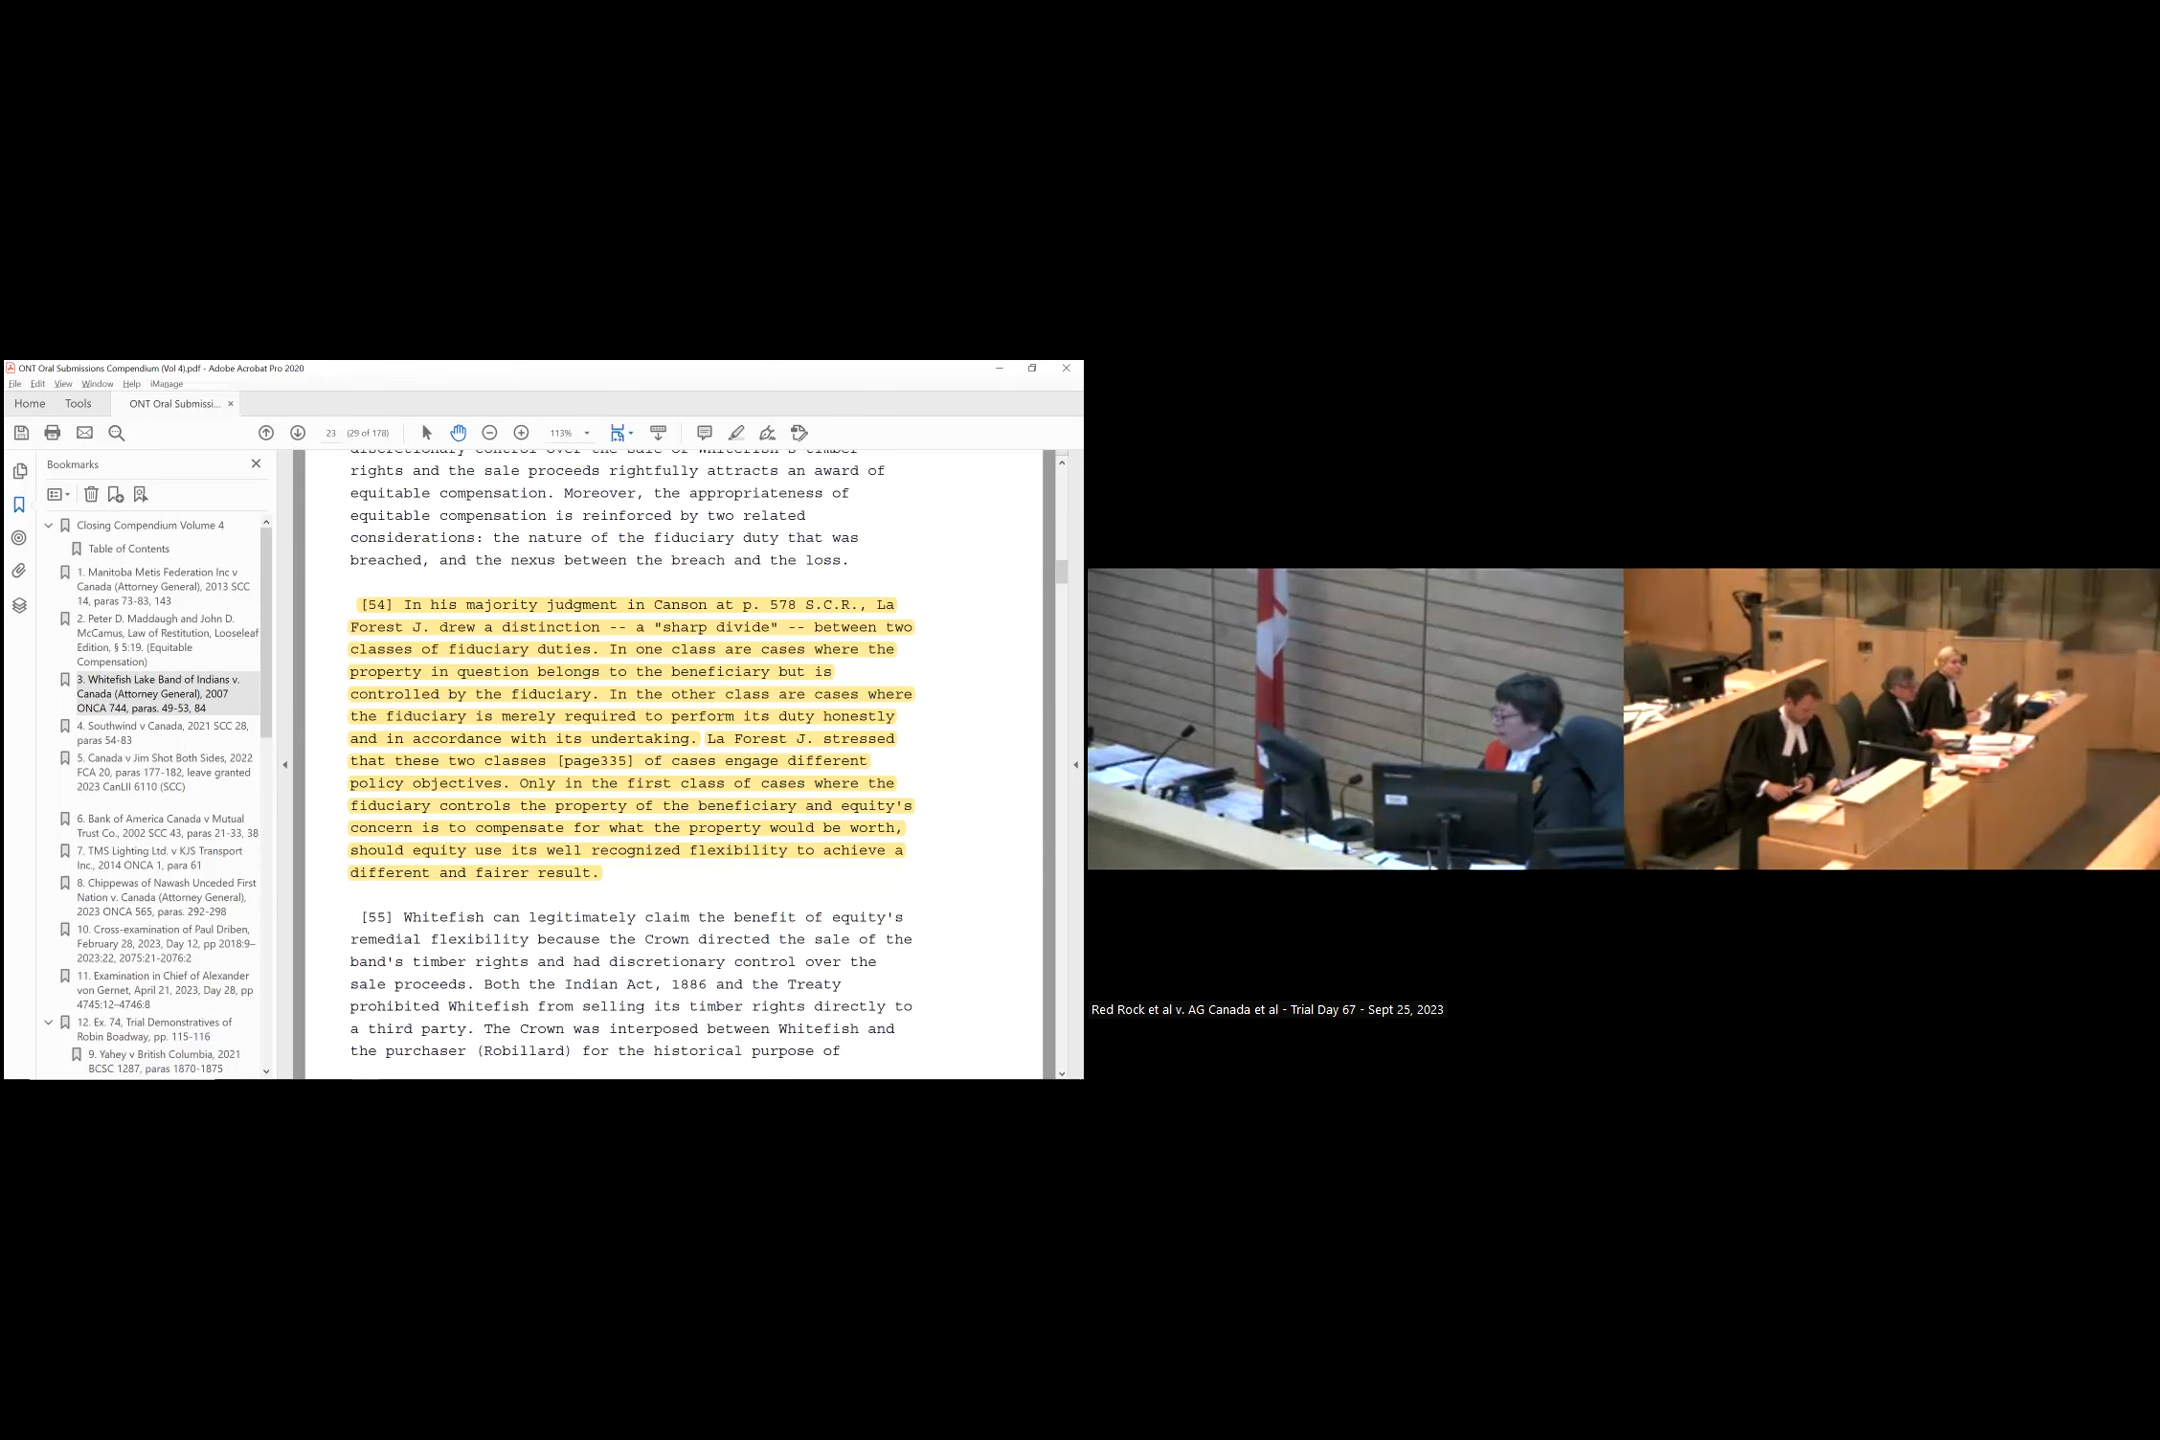 ONT Oral Submissions Compendium (Vol 4).pdf - Adobe Acrobat Pro 2020
File Edit View Window Help iManage
Home Tools ONT Oral Submissi...
23 (29 of 178) 113%
Bookmarks
Closing Compendium Volume 4
Table of Contents
1. Manitoba Metis Federation Inc v
Canada (Attorney General), 2013 SCC
14, paras 73-83, 143
2. Peter D. Maddaugh and John D.
McCamus, Law of Restitution, Looseleaf
Edition, § 5:19. (Equitable
Compensation)
3. Whitefish Lake Band of Indians v.
Canada (Attorney General), 2007
ONCA 744, paras. 49-53, 84
4. Southwind v Canada, 2021 SCC 28,
paras 54-83
5. Canada v Jim Shot Both Sides, 2022
FCA 20, paras 177-182, leave granted
2023 CanLII 6110 (SCC)
6. Bank of America Canada v Mutual
Trust Co., 2002 SCC 43, paras 21-33, 38
7. TMS Lighting Ltd. v KJS Transport
Inc., 2014 ONCA 1, para 61
8. Chippewas of Nawash Unceded First
Nation v. Canada (Attorney General),
2023 ONCA 565, paras. 292-298
10. Cross-examination of Paul Driben,
February 28, 2023, Day 12, pp 2018:9–
2023:22, 2075:21-2076:2
11. Examination in Chief of Alexander
von Gernet, April 21, 2023, Day 28, pp
4745:12–4746:8
12. Ex. 74, Trial Demonstratives of
Robin Boadway, pp. 115-116
9. Yahey v British Columbia, 2021
BCSC 1287, paras 1870-1875
discretionary control over the sale of Whitefish's timber
rights and the sale proceeds rightfully attracts an award of
equitable compensation. Moreover, the appropriateness of
equitable compensation is reinforced by two related
considerations: the nature of the fiduciary duty that was
breached, and the nexus between the breach and the loss.
[54] In his majority judgment in Canson at p. 578 S.C.R., La
Forest J. drew a distinction -- a "sharp divide" -- between two
classes of fiduciary duties. In one class are cases where the
property in question belongs to the beneficiary but is
controlled by the fiduciary. In the other class are cases where
the fiduciary is merely required to perform its duty honestly
and in accordance with its undertaking. La Forest J. stressed
that these two classes [page335] of cases engage different
policy objectives. Only in the first class of cases where the
fiduciary controls the property of the beneficiary and equity's
concern is to compensate for what the property would be worth,
should equity use its well recognized flexibility to achieve a
different and fairer result.
[55] Whitefish can legitimately claim the benefit of equity's
remedial flexibility because the Crown directed the sale of the
band's timber rights and had discretionary control over the
sale proceeds. Both the Indian Act, 1886 and the Treaty
prohibited Whitefish from selling its timber rights directly to
a third party. The Crown was interposed between Whitefish and
the purchaser (Robillard) for the historical purpose of
Red Rock et al v. AG Canada et al - Trial Day 67 - Sept 25, 2023